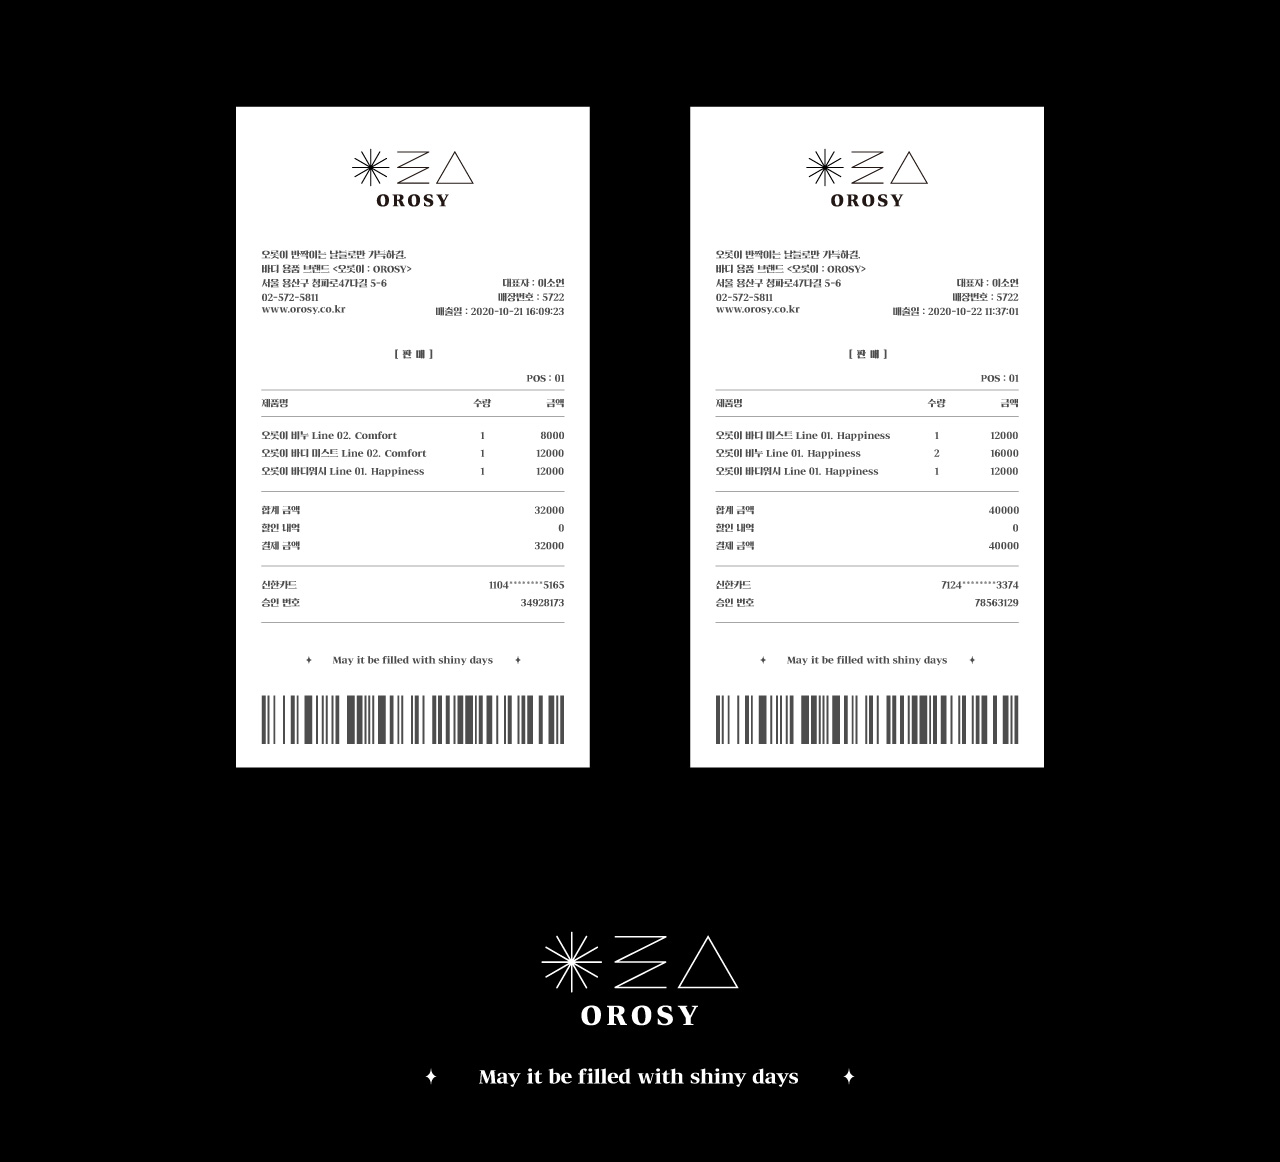 OROSY
오롯이 반짝이는 날들로만 가득하길.
바디 용품 브랜드 <오롯이 : OROSY>
서울 용산구 청파로47다길 5-6
대표자 : 이소언
02-572-5811
매장번호 : 5722
www.orosy.co.kr
매출일 : 2020-10-21 16:09:23
[ 판 매 ]
POS : 01
제품명 수량 금액
오롯이 비누 Line 02. Comfort 1 8000
오롯이 바디 미스트 Line 02. Comfort 1 12000
오롯이 바디워시 Line 01. Happiness 1 12000
합계 금액 32000
할인 내역 0
결제 금액 32000
신한카드 1104********5165
승인 번호 34928173
May it be filled with shiny days
OROSY
오롯이 반짝이는 날들로만 가득하길.
바디 용품 브랜드 <오롯이 : OROSY>
서울 용산구 청파로47다길 5-6
대표자 : 이소언
02-572-5811
매장번호 : 5722
www.orosy.co.kr
매출일 : 2020-10-22 11:37:01
[ 판 매 ]
POS : 01
제품명 수량 금액
오롯이 바디 미스트 Line 01. Happiness 1 12000
오롯이 비누 Line 01. Happiness 2 16000
오롯이 바디워시 Line 01. Happiness 1 12000
합계 금액 40000
할인 내역 0
결제 금액 40000
신한카드 7124********3374
승인 번호 78563129
May it be filled with shiny days
OROSY
May it be filled with shiny days